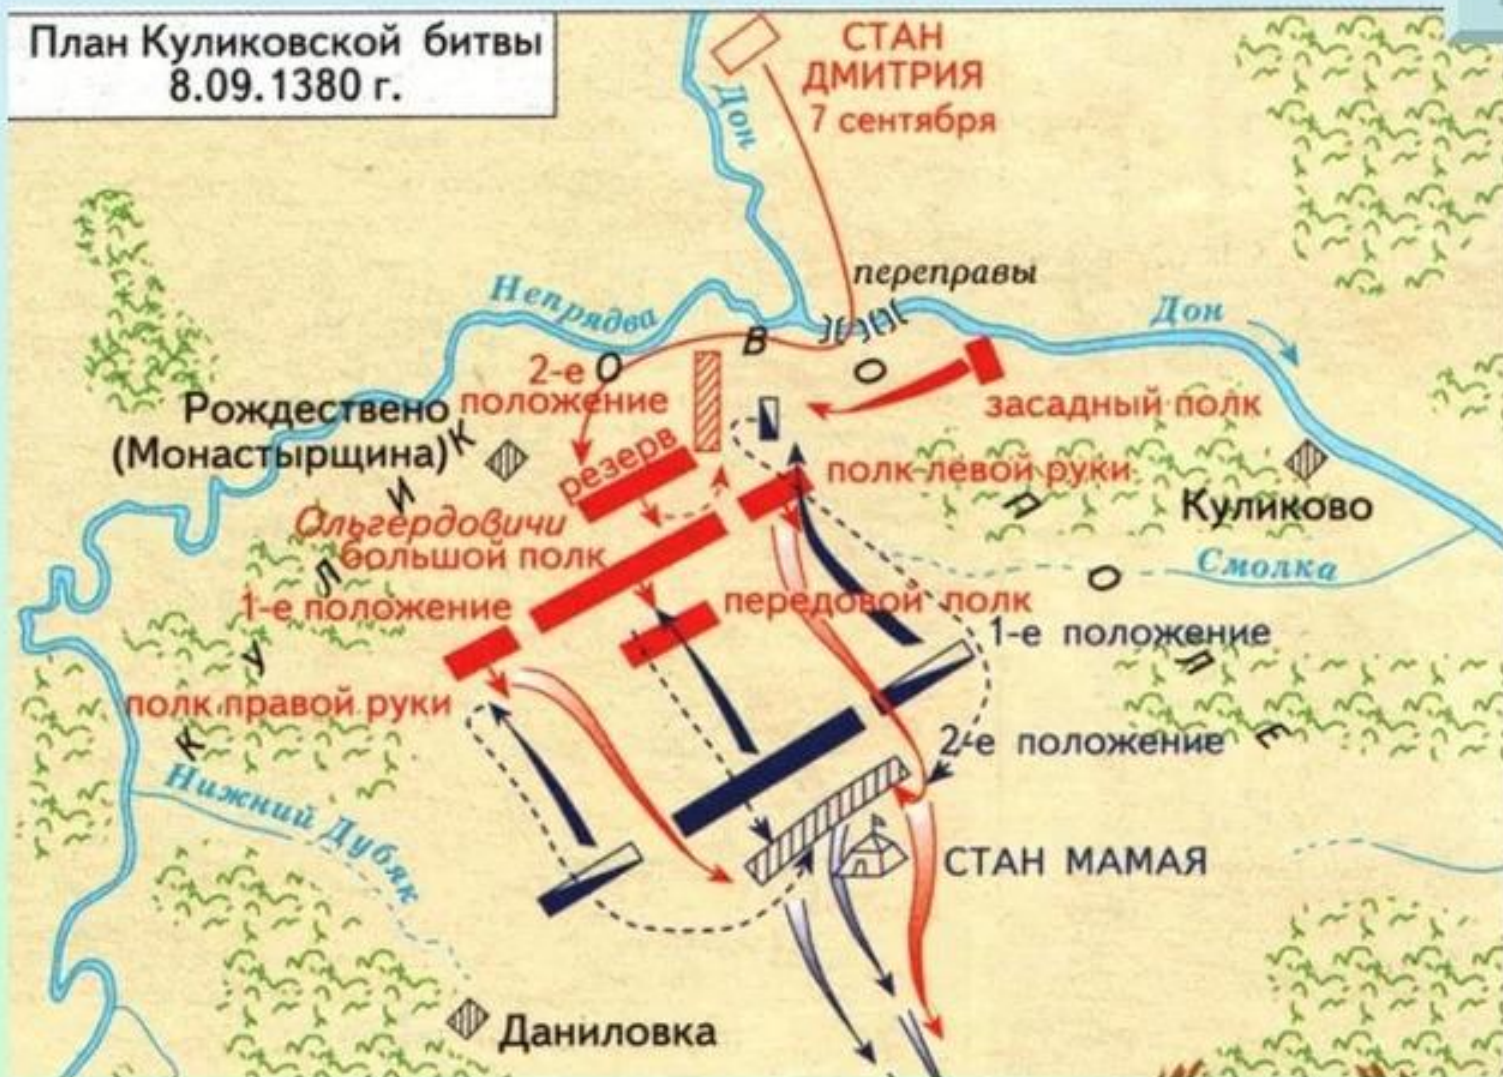 План Куликовской битвы
8.09.1380 г.
СТАН
ДМИТРИЯ
7 сентября
Дон
переправы
Непрядва
Дон
2-е
положение
Рождествено
(Монастырщина)
засадный полк
резерв
полк левой руки
Куликово
Ольгердовичи
большой полк
Смолка
1-е положение
передовой полк
1-е положение
полк правой руки
2-е положение
КУЛИКОВО ПОЛЕ
Нижний Дубяк
СТАН МАМАЯ
Даниловка